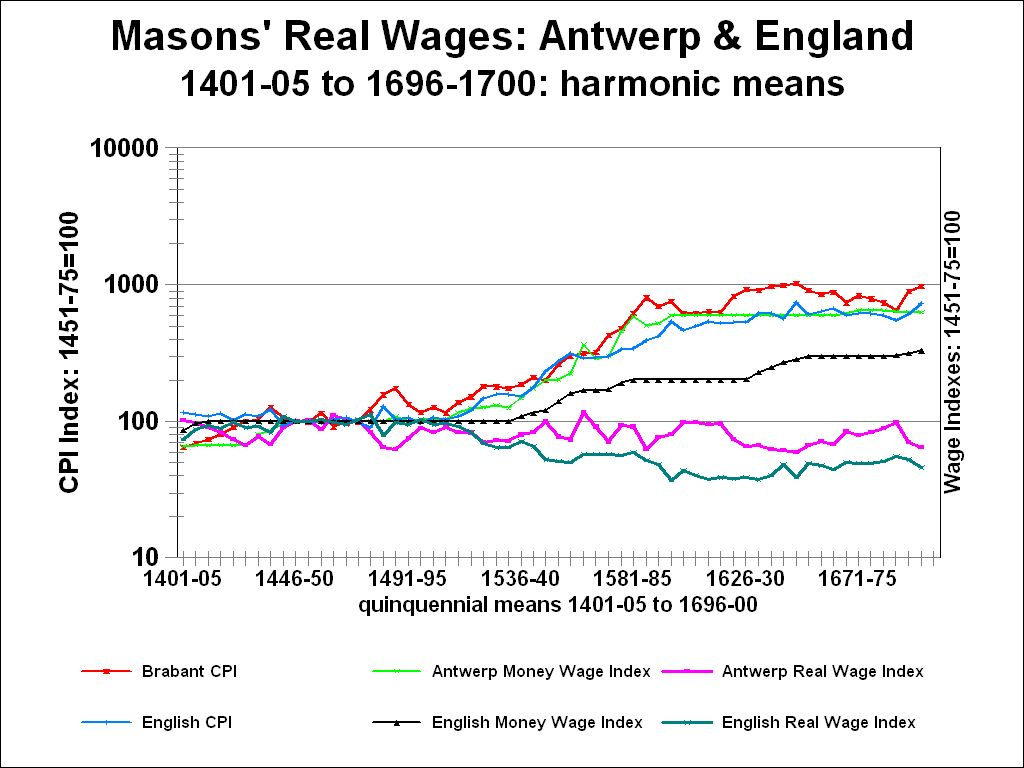 Masons' Real Wages: Antwerp & England
1401-05 to 1696-1700: harmonic means
CPI Index: 1451-75=100
10000
1000
100
10
Wage Indexes: 1451-75=100
1401-05 1446-50 1491-95 1536-40 1581-85 1626-30 1671-75
quinquennial means 1401-05 to 1696-00
Brabant CPI Antwerp Money Wage Index Antwerp Real Wage Index
English CPI English Money Wage Index English Real Wage Index